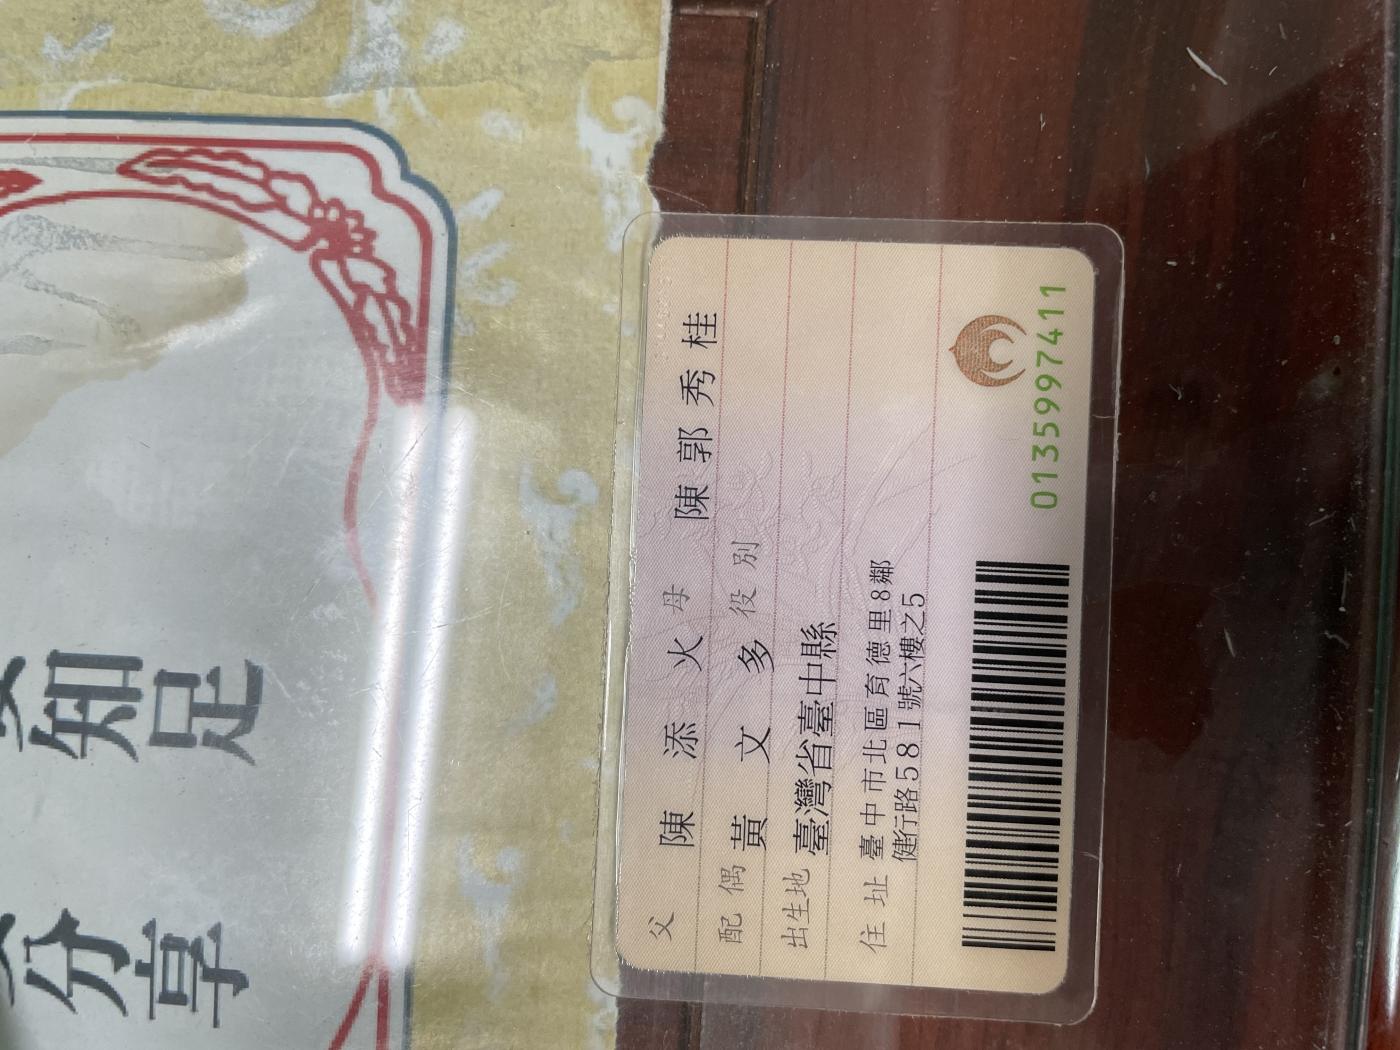 知足
分享
父 陳添火 母 陳郭秀桂
配偶 黃文多 役別
出生地 臺灣省臺中縣
住址 臺中市北區育德里8鄰
健行路581號六樓之5
0135997411